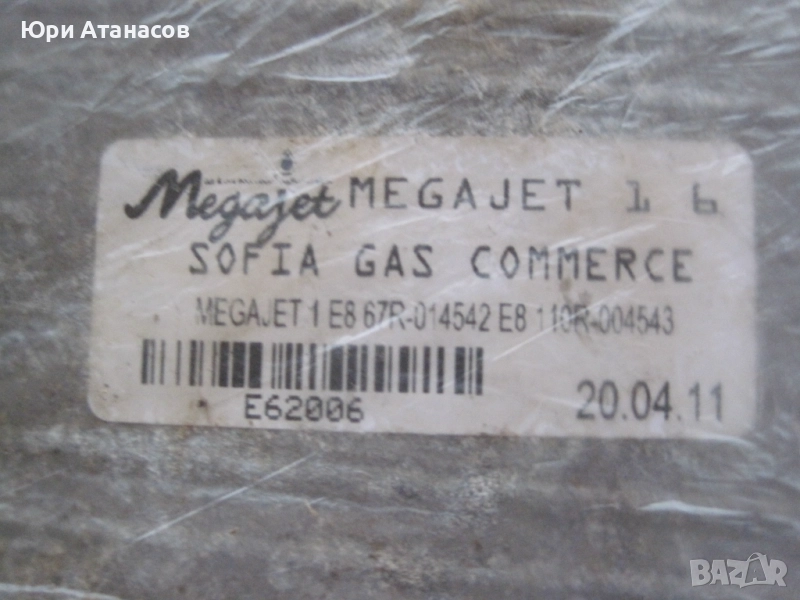 Юри Атанасов
Megajet MEGAJET 1 6
SOFIA GAS COMMERCE
MEGAJET 1 E8 67R-014542 E8 110R-004543
E62006
20.04.11
BAZAR